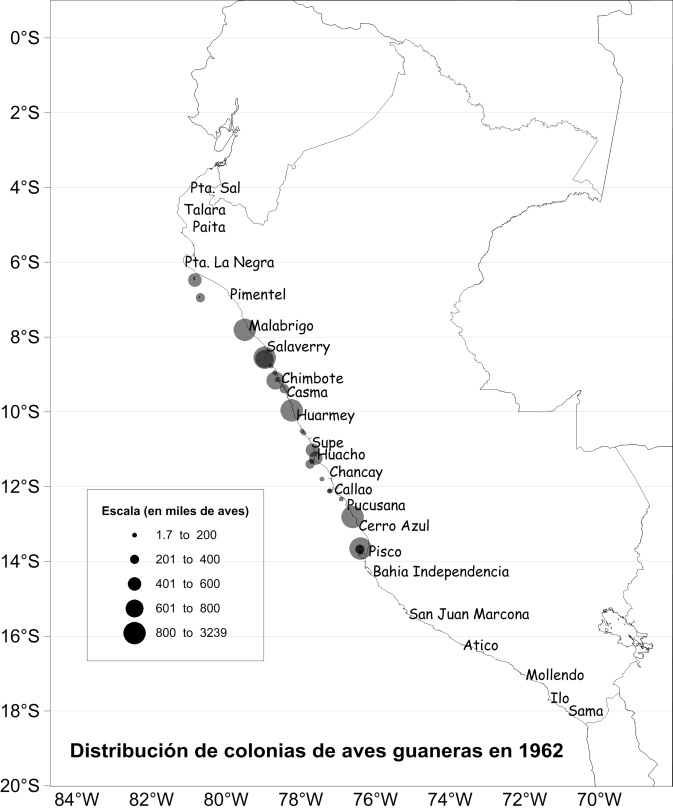 0°S
2°S
4°S
6°S
8°S
10°S
12°S
14°S
16°S
18°S
20°S
Pta. Sal
Talara
Paita
Pta. La Negra
Pimentel
Malabrigo
Salaverry
Chimbote
Casma
Huarmey
Supe
Huacho
Chancay
Callao
Pucusana
Cerro Azul
Pisco
Bahia Independencia
San Juan Marcona
Atico
Mollendo
Ilo
Sama
Escala (en miles de aves)
1.7 to 200
201 to 400
401 to 600
601 to 800
800 to 3239
Distribución de colonias de aves guaneras en 1962
84°W 82°W 80°W 78°W 76°W 74°W 72°W 70°W